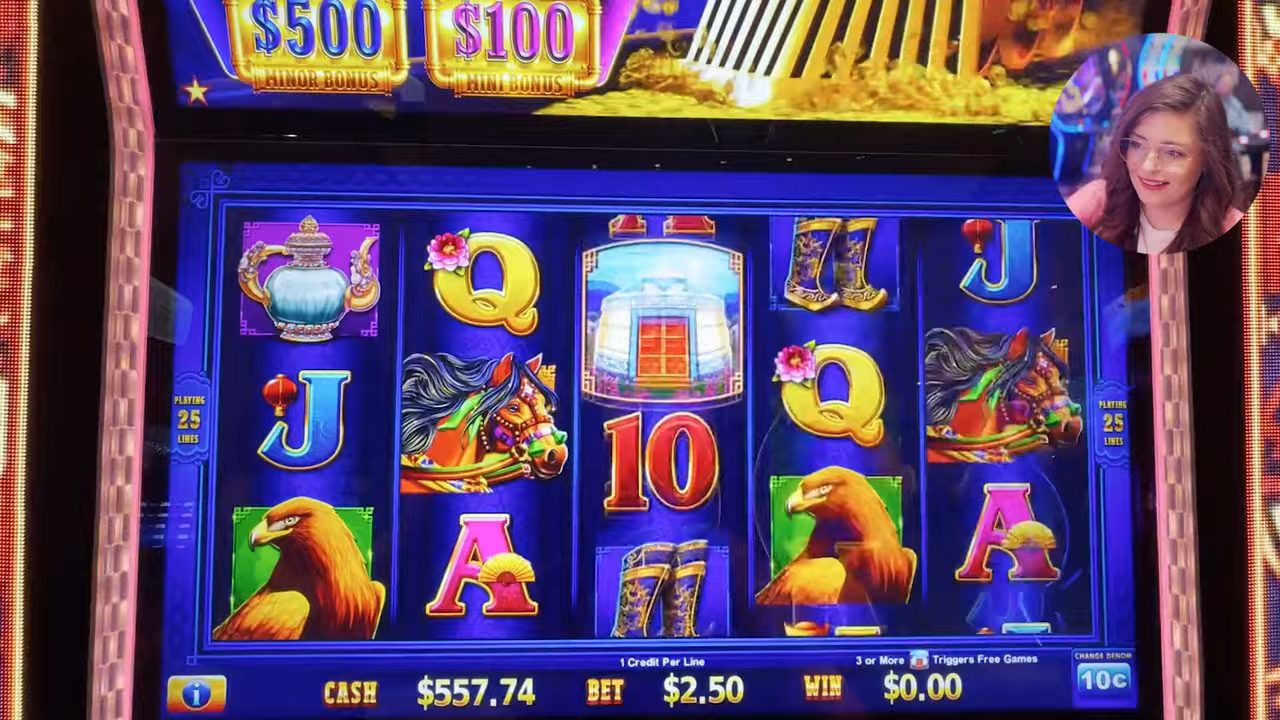 $500
MINOR BONUS
$100
MINI BONUS
Q
J
J
Q
10
A
A
PLAYING
25
LINES
PLAYING
25
LINES
1 Credit Per Line
3 or More Triggers Free Games
CHANGE DENOM
10¢
CASH $557.74 BET $2.50 WIN $0.00